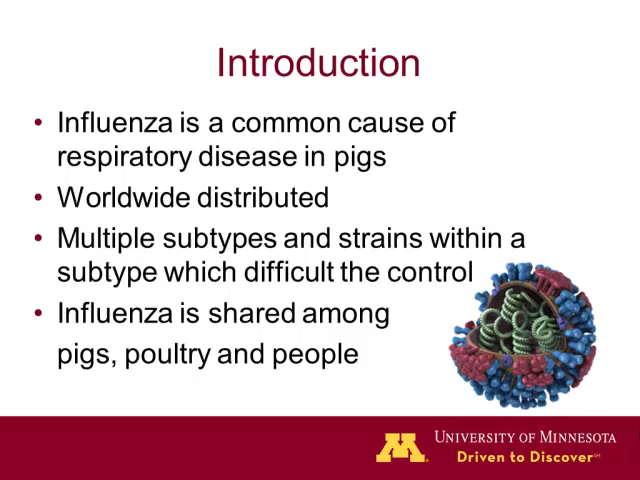 Introduction
• Influenza is a common cause of
respiratory disease in pigs
• Worldwide distributed
• Multiple subtypes and strains within a
subtype which difficult the control
• Influenza is shared among
pigs, poultry and people
M
UNIVERSITY OF MINNESOTA
Driven to Discover℠